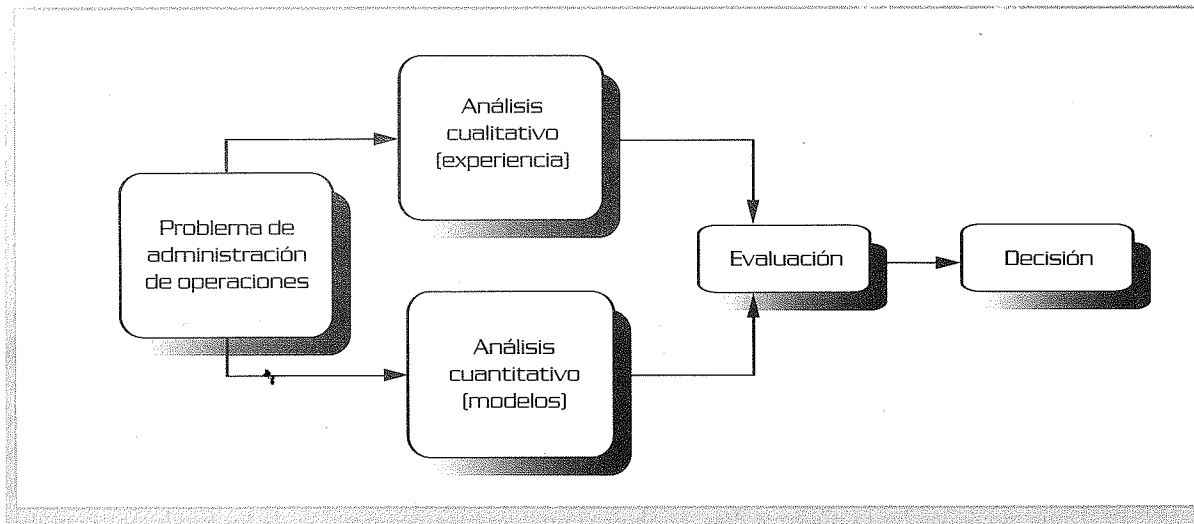 Análisis
cualitativo
(experiencia)
Problema de
administración
de operaciones
Evaluación
Decisión
Análisis
cuantitativo
(modelos)